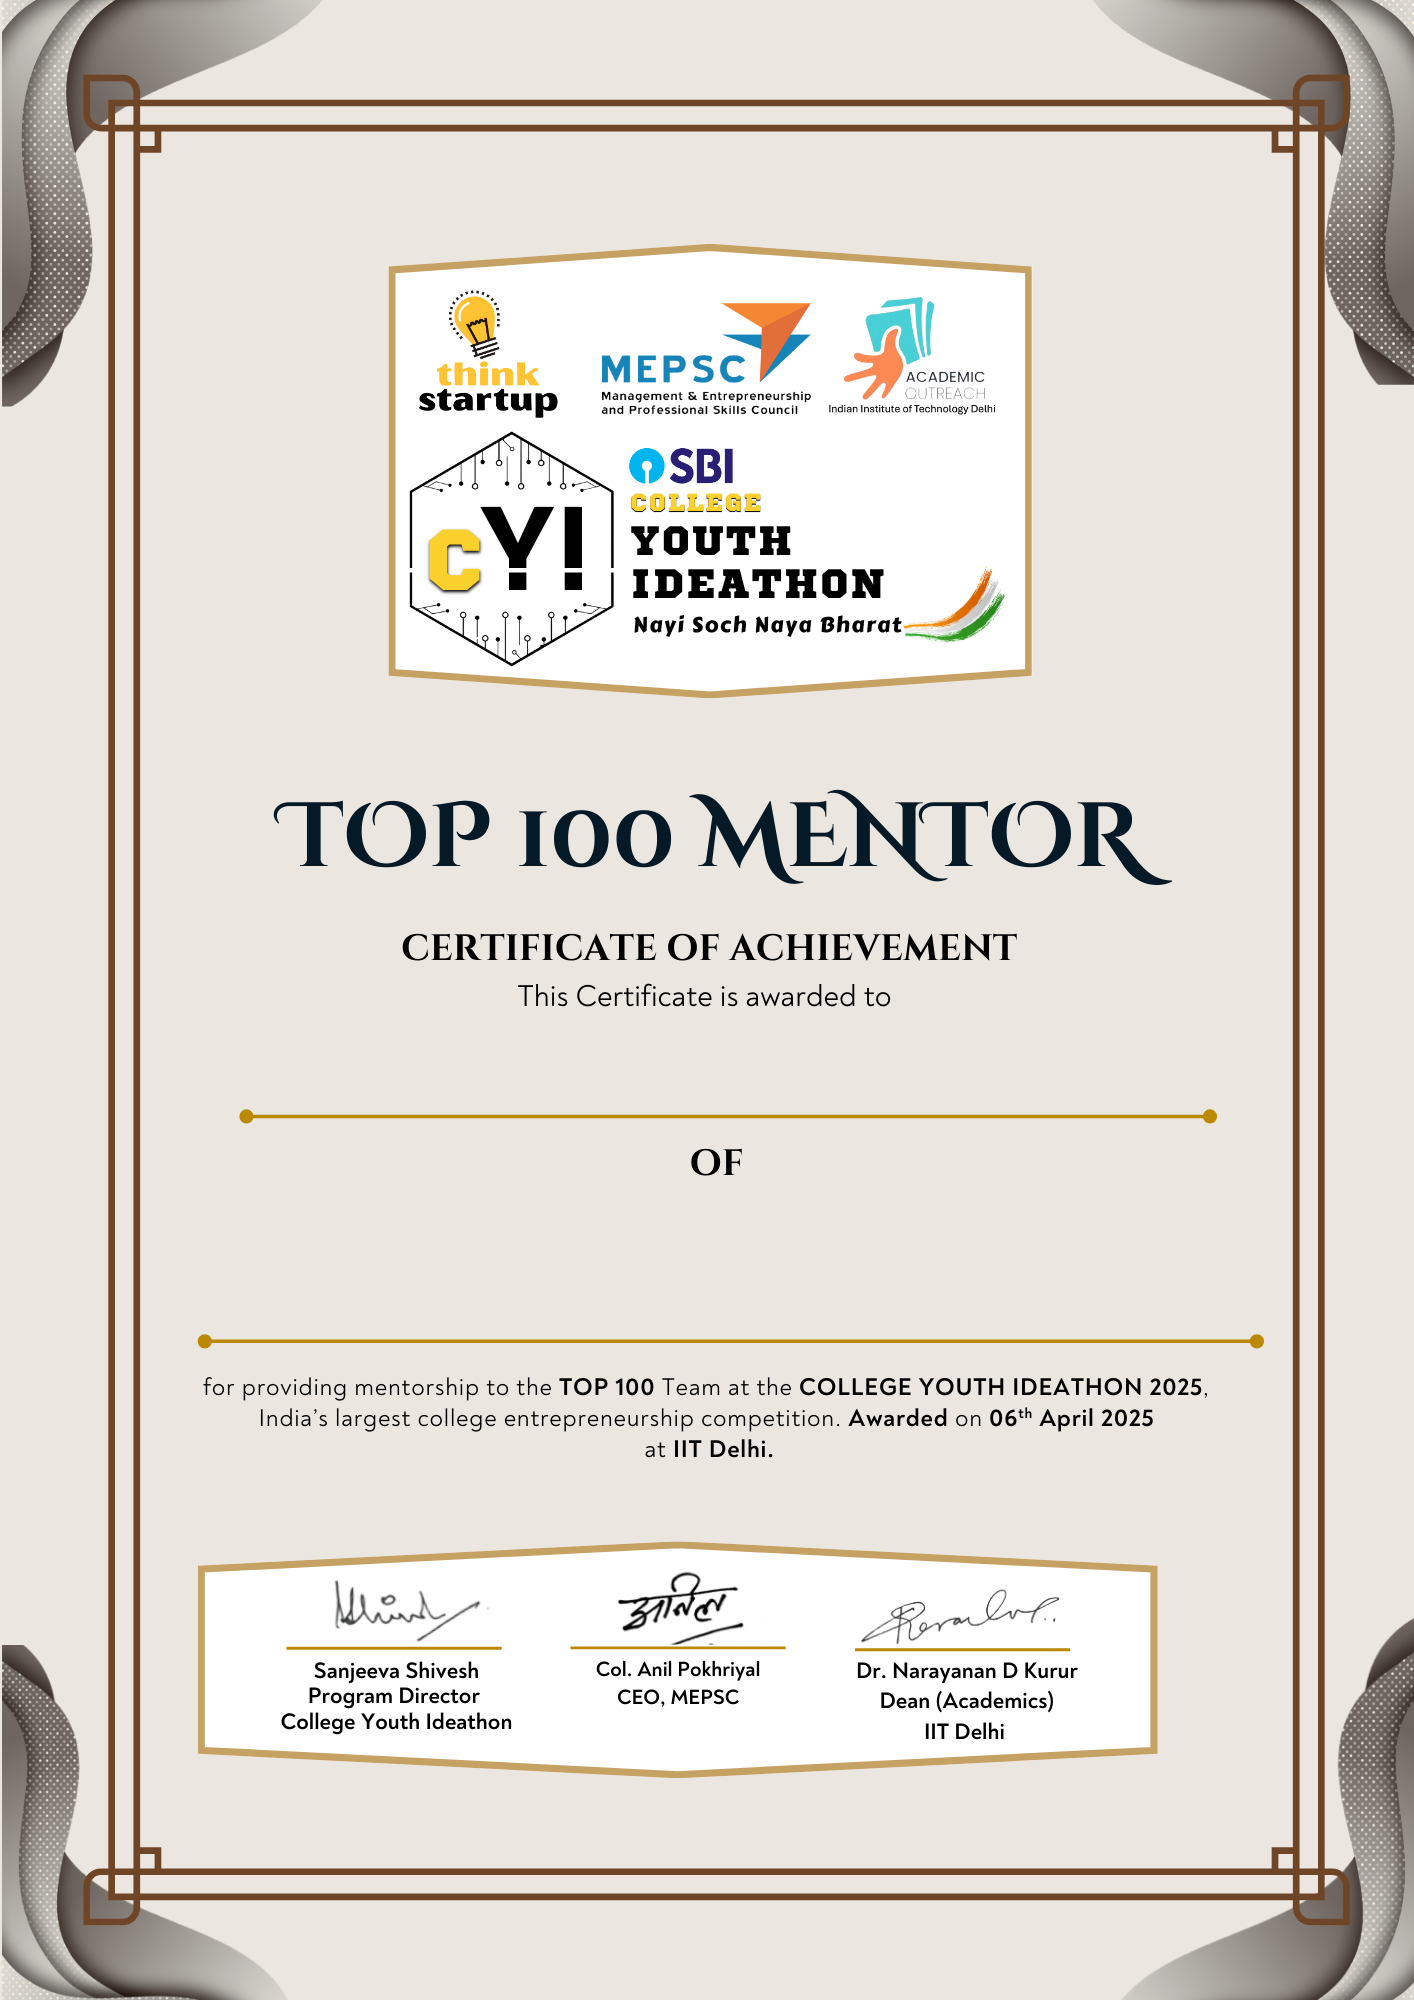 think
startup
MEPSC
Management & Entrepreneurship
and Professional Skills Council
ACADEMIC
OUTREACH
Indian Institute of Technology Delhi
cY!
SBI
COLLEGE
YOUTH
IDEATHON
Nayi Soch Naya Bharat
TOP 100 MENTOR
CERTIFICATE OF ACHIEVEMENT
This Certificate is awarded to
OF
for providing mentorship to the TOP 100 Team at the COLLEGE YOUTH IDEATHON 2025,
India's largest college entrepreneurship competition. Awarded on 06th April 2025
at IIT Delhi.
अनिल
Sanjeeva Shivesh
Program Director
College Youth Ideathon
Col. Anil Pokhriyal
CEO, MEPSC
Dr. Narayanan D Kurur
Dean (Academics)
IIT Delhi